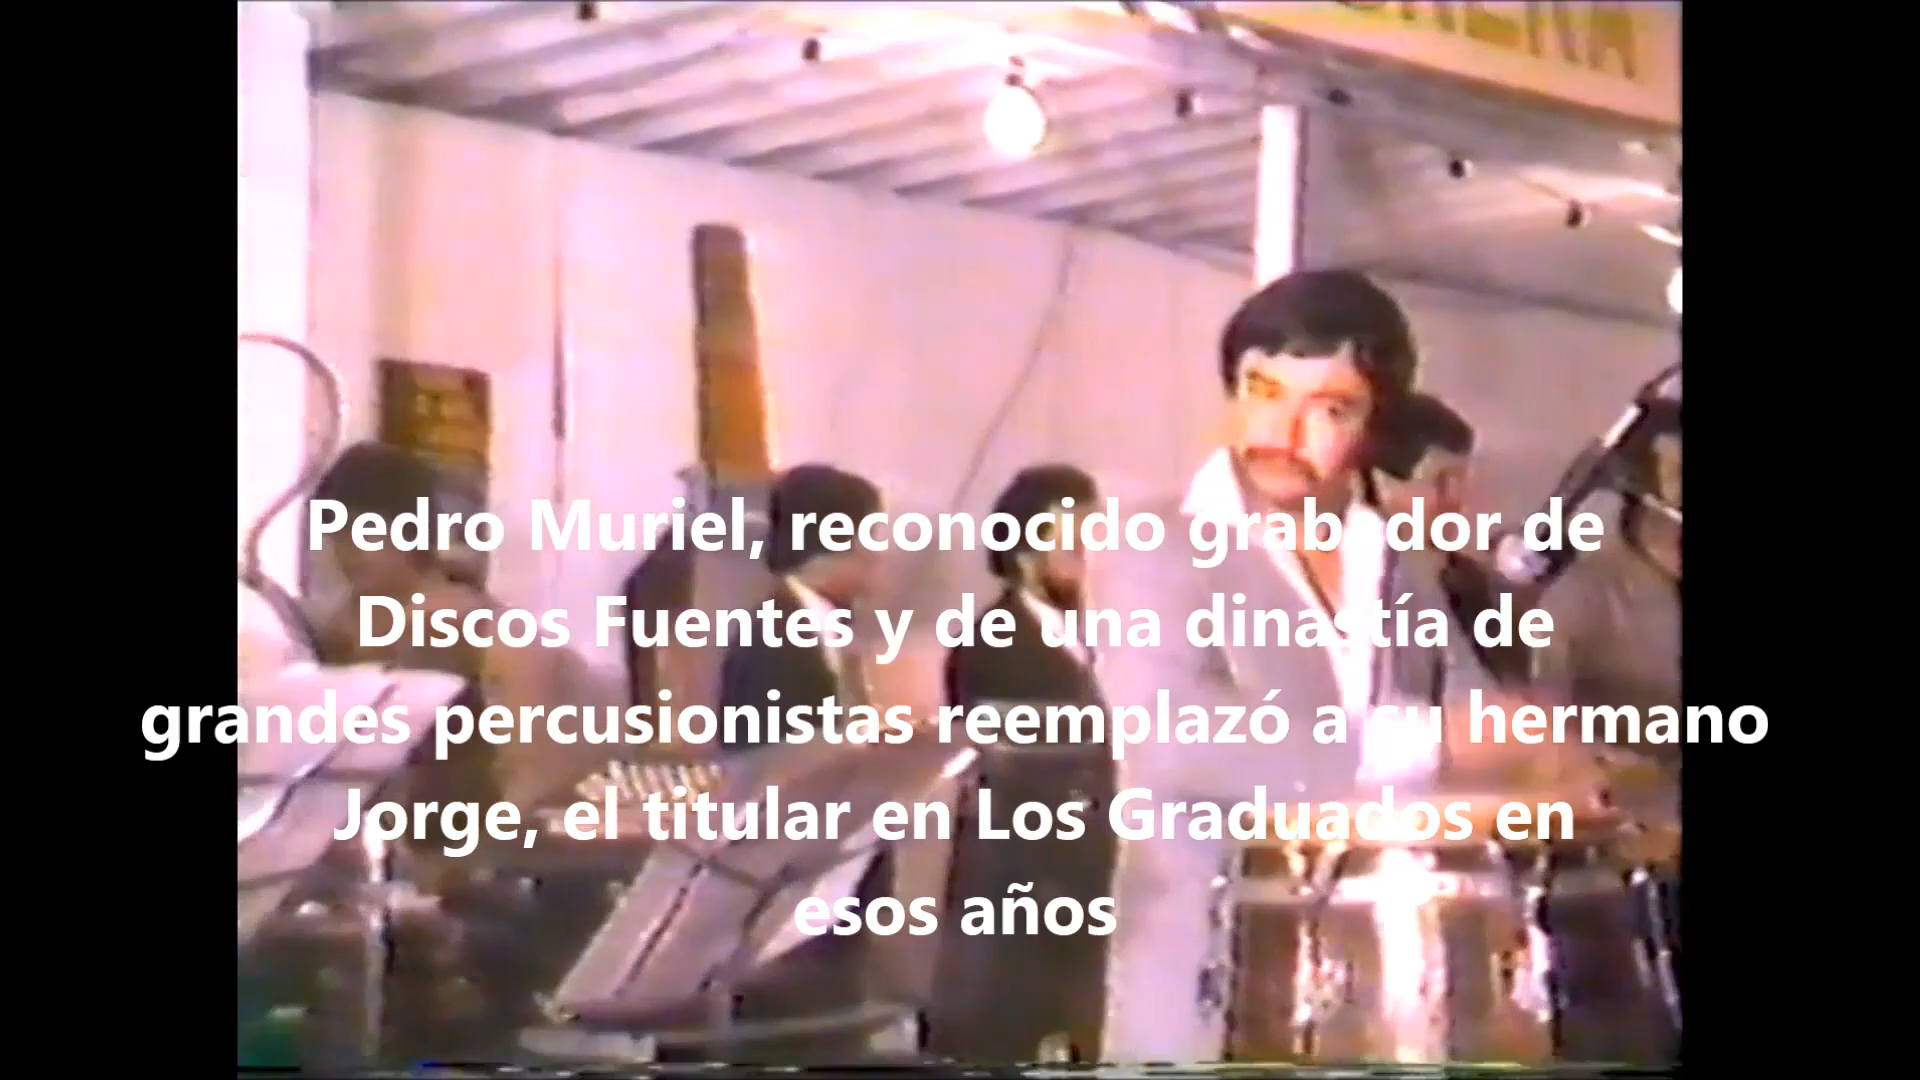 Pedro Muriel, reconocido grabador de
Discos Fuentes y de una dinastía de
grandes percusionistas reemplazó a su hermano
Jorge, el titular en Los Graduados en
esos años